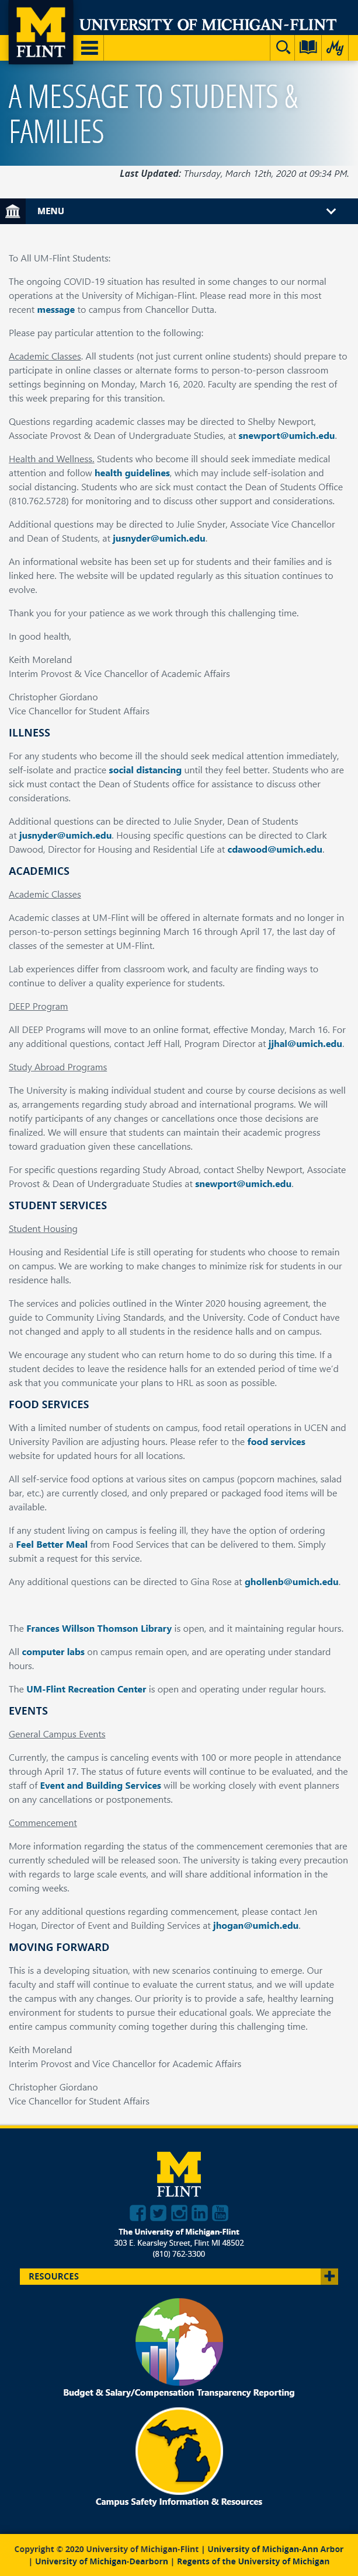 M
FLINT
UNIVERSITY OF MICHIGAN-FLINT
My
A MESSAGE TO STUDENTS &
FAMILIES
Last Updated: Thursday, March 12th, 2020 at 09:34 PM.
MENU
To All UM-Flint Students:
The ongoing COVID-19 situation has resulted in some changes to our normal
operations at the University of Michigan-Flint. Please read more in this most
recent message to campus from Chancellor Dutta.
Please pay particular attention to the following:
Academic Classes. All students (not just current online students) should prepare to
participate in online classes or alternate forms to person-to-person classroom
settings beginning on Monday, March 16, 2020. Faculty are spending the rest of
this week preparing for this transition.
Questions regarding academic classes may be directed to Shelby Newport,
Associate Provost & Dean of Undergraduate Studies, at snewport@umich.edu.
Health and Wellness. Students who become ill should seek immediate medical
attention and follow health guidelines, which may include self-isolation and
social distancing. Students who are sick must contact the Dean of Students Office
(810.762.5728) for monitoring and to discuss other support and considerations.
Additional questions may be directed to Julie Snyder, Associate Vice Chancellor
and Dean of Students, at jusnyder@umich.edu.
An informational website has been set up for students and their families and is
linked here. The website will be updated regularly as this situation continues to
evolve.
Thank you for your patience as we work through this challenging time.
In good health,
Keith Moreland
Interim Provost & Vice Chancellor of Academic Affairs
Christopher Giordano
Vice Chancellor for Student Affairs
ILLNESS
For any students who become ill the should seek medical attention immediately,
self-isolate and practice social distancing until they feel better. Students who are
sick must contact the Dean of Students office for assistance to discuss other
considerations.
Additional questions can be directed to Julie Snyder, Dean of Students
at jusnyder@umich.edu. Housing specific questions can be directed to Clark
Dawood, Director for Housing and Residential Life at cdawood@umich.edu.
ACADEMICS
Academic Classes
Academic classes at UM-Flint will be offered in alternate formats and no longer in
person-to-person settings beginning March 16 through April 17, the last day of
classes of the semester at UM-Flint.
Lab experiences differ from classroom work, and faculty are finding ways to
continue to deliver a quality experience for students.
DEEP Program
All DEEP Programs will move to an online format, effective Monday, March 16. For
any additional questions, contact Jeff Hall, Program Director at jjhal@umich.edu.
Study Abroad Programs
The University is making individual student and course by course decisions as well
as, arrangements regarding study abroad and international programs. We will
notify participants of any changes or cancellations once those decisions are
finalized. We will ensure that students can maintain their academic progress
toward graduation given these cancellations.
For specific questions regarding Study Abroad, contact Shelby Newport, Associate
Provost & Dean of Undergraduate Studies at snewport@umich.edu.
STUDENT SERVICES
Student Housing
Housing and Residential Life is still operating for students who choose to remain
on campus. We are working to make changes to minimize risk for students in our
residence halls.
The services and policies outlined in the Winter 2020 housing agreement, the
guide to Community Living Standards, and the University. Code of Conduct have
not changed and apply to all students in the residence halls and on campus.
We encourage any student who can return home to do so during this time. If a
student decides to leave the residence halls for an extended period of time we'd
ask that you communicate your plans to HRL as soon as possible.
FOOD SERVICES
With a limited number of students on campus, food retail operations in UCEN and
University Pavilion are adjusting hours. Please refer to the food services
website for updated hours for all locations.
All self-service food options at various sites on campus (popcorn machines, salad
bar, etc.) are currently closed, and only prepared or packaged food items will be
available.
If any student living on campus is feeling ill, they have the option of ordering
a Feel Better Meal from Food Services that can be delivered to them. Simply
submit a request for this service.
Any additional questions can be directed to Gina Rose at ghollenb@umich.edu.
The Frances Willson Thomson Library is open, and it maintaining regular hours.
All computer labs on campus remain open, and are operating under standard
hours.
The UM-Flint Recreation Center is open and operating under regular hours.
EVENTS
General Campus Events
Currently, the campus is canceling events with 100 or more people in attendance
through April 17. The status of future events will continue to be evaluated, and the
staff of Event and Building Services will be working closely with event planners
on any cancellations or postponements.
Commencement
More information regarding the status of the commencement ceremonies that are
currently scheduled will be released soon. The university is taking every precaution
with regards to large scale events, and will share additional information in the
coming weeks.
For any additional questions regarding commencement, please contact Jen
Hogan, Director of Event and Building Services at jhogan@umich.edu.
MOVING FORWARD
This is a developing situation, with new scenarios continuing to emerge. Our
faculty and staff will continue to evaluate the current status, and we will update
the campus with any changes. Our priority is to provide a safe, healthy learning
environment for students to pursue their educational goals. We appreciate the
entire campus community coming together during this challenging time.
Keith Moreland
Interim Provost and Vice Chancellor for Academic Affairs
Christopher Giordano
Vice Chancellor for Student Affairs
M
FLINT
The University of Michigan-Flint
303 E. Kearsley Street, Flint MI 48502
(810) 762-3300
RESOURCES
Budget & Salary/Compensation Transparency Reporting
Campus Safety Information & Resources
Copyright © 2020 University of Michigan-Flint | University of Michigan-Ann Arbor
| University of Michigan-Dearborn | Regents of the University of Michigan